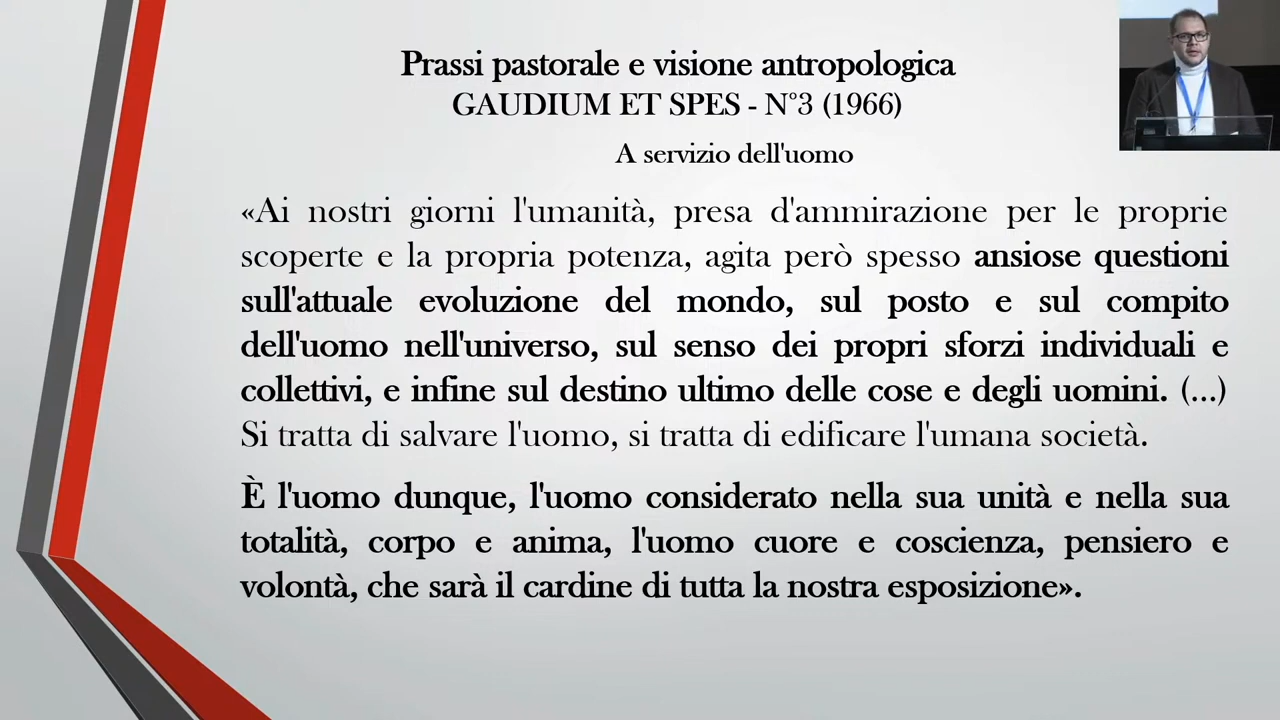 Prassi pastorale e visione antropologica
GAUDIUM ET SPES - N°3 (1966)
A servizio dell'uomo
«Ai nostri giorni l'umanità, presa d'ammirazione per le proprie
scoperte e la propria potenza, agita però spesso ansiose questioni
sull'attuale evoluzione del mondo, sul posto e sul compito
dell'uomo nell'universo, sul senso dei propri sforzi individuali e
collettivi, e infine sul destino ultimo delle cose e degli uomini. (...)
Si tratta di salvare l'uomo, si tratta di edificare l'umana società.
È l'uomo dunque, l'uomo considerato nella sua unità e nella sua
totalità, corpo e anima, l'uomo cuore e coscienza, pensiero e
volontà, che sarà il cardine di tutta la nostra esposizione».